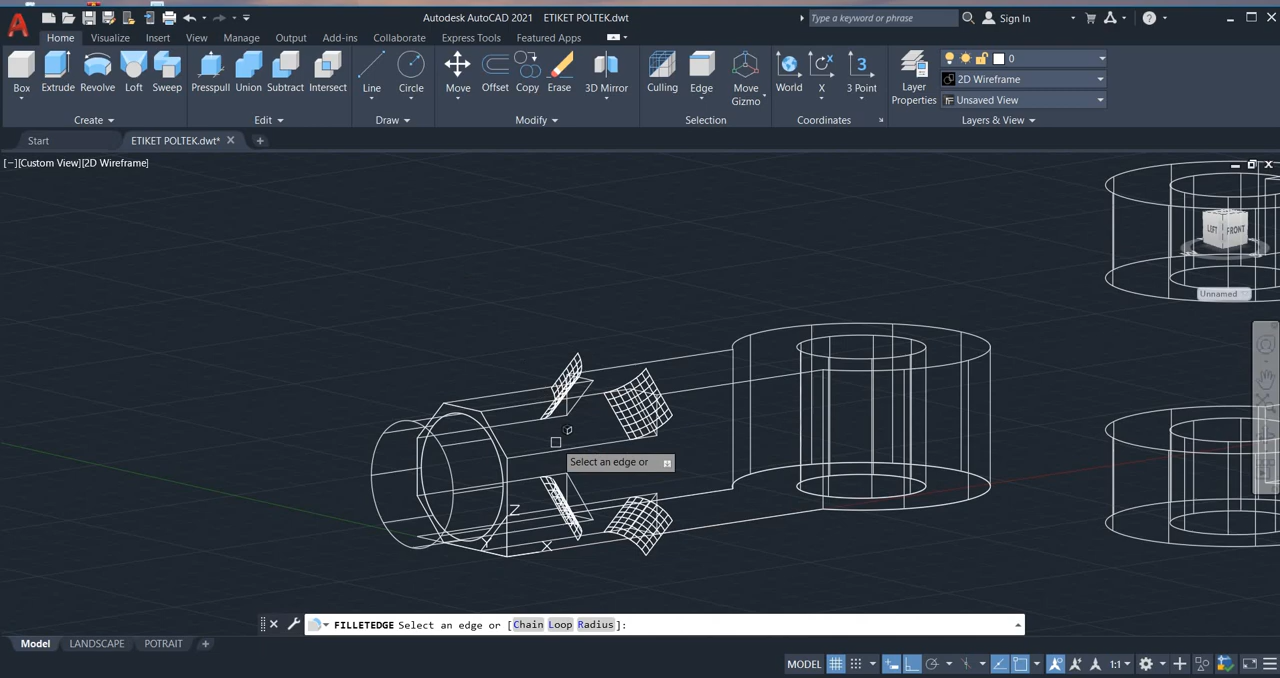 Autodesk AutoCAD 2021 ETIKET POLTEK.dwt
Type a keyword or phrase
Sign In
Home Visualize Insert View Manage Output Add-ins Collaborate Express Tools Featured Apps
Box Extrude Revolve Loft Sweep Presspull Union Subtract Intersect Line Circle Move Offset Copy Erase 3D Mirror Culling Edge Move Gizmo World X 3 Point Layer Properties
0
2D Wireframe
Unsaved View
Create Edit Draw Modify Selection Coordinates Layers & View
Start ETIKET POLTEK.dwt*
[−][Custom View][2D Wireframe]
LEFT FRONT
Unnamed
Select an edge or
Z
Y X
FILLETEDGE Select an edge or [Chain Loop Radius]:
Model LANDSCAPE POTRAIT
MODEL 1:1